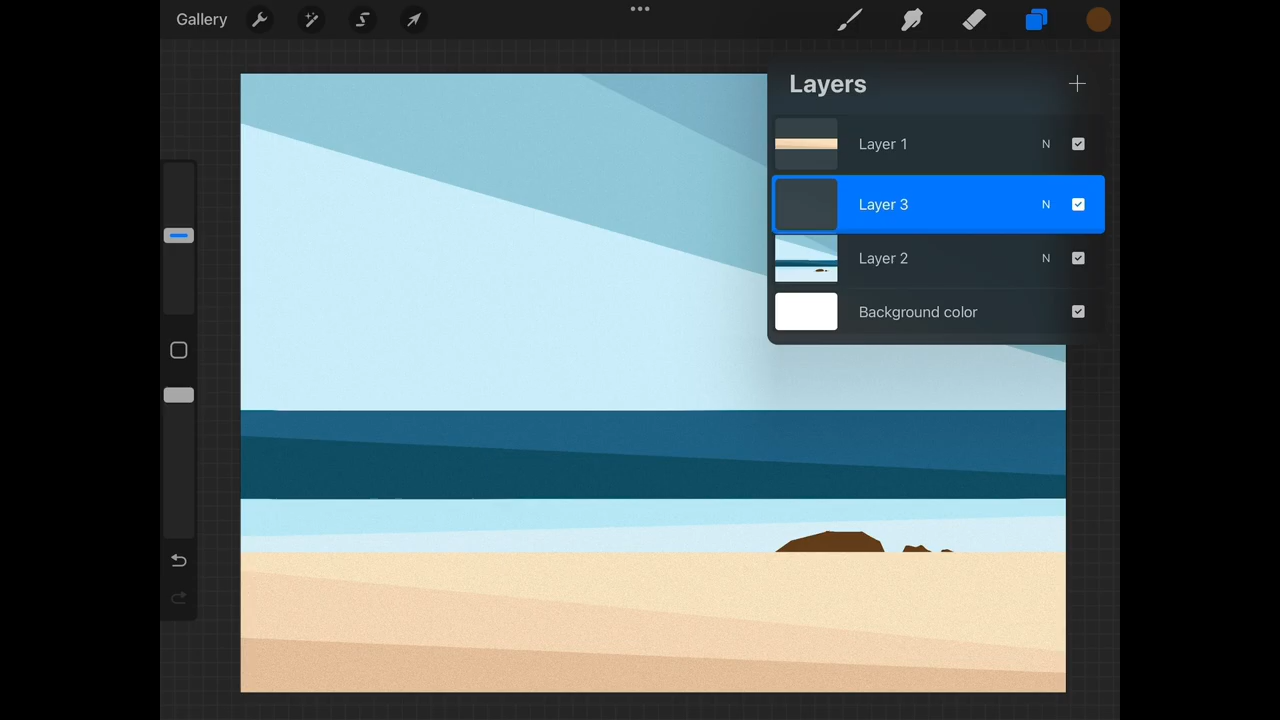 Gallery
Layers
Layer 1 N
Layer 3 N
Layer 2 N
Background color